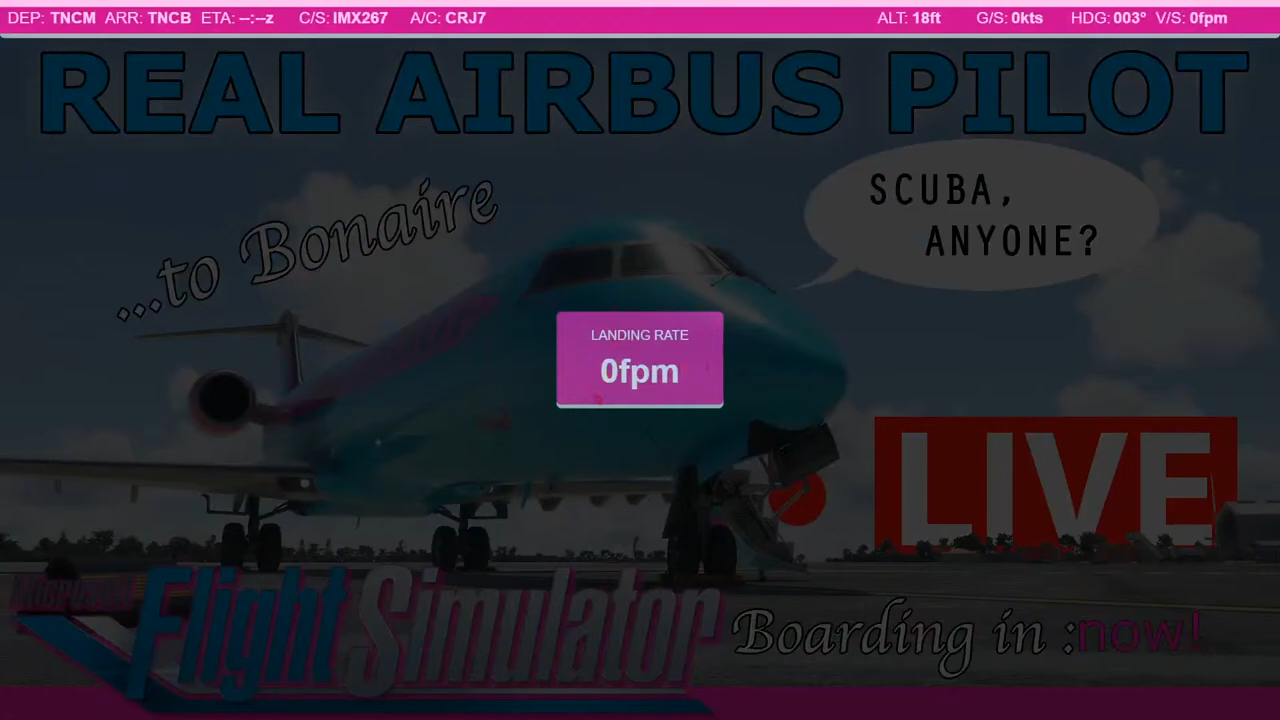 DEP: TNCM ARR: TNCB ETA: --:--z C/S: IMX267 A/C: CRJ7 ALT: 18ft G/S: 0kts HDG: 003° V/S: 0fpm
REAL AIRBUS PILOT
...to Bonaire
SCUBA,
ANYONE?
LANDING RATE
0fpm
LIVE
Microsoft
Flight Simulator
Boarding in :now!